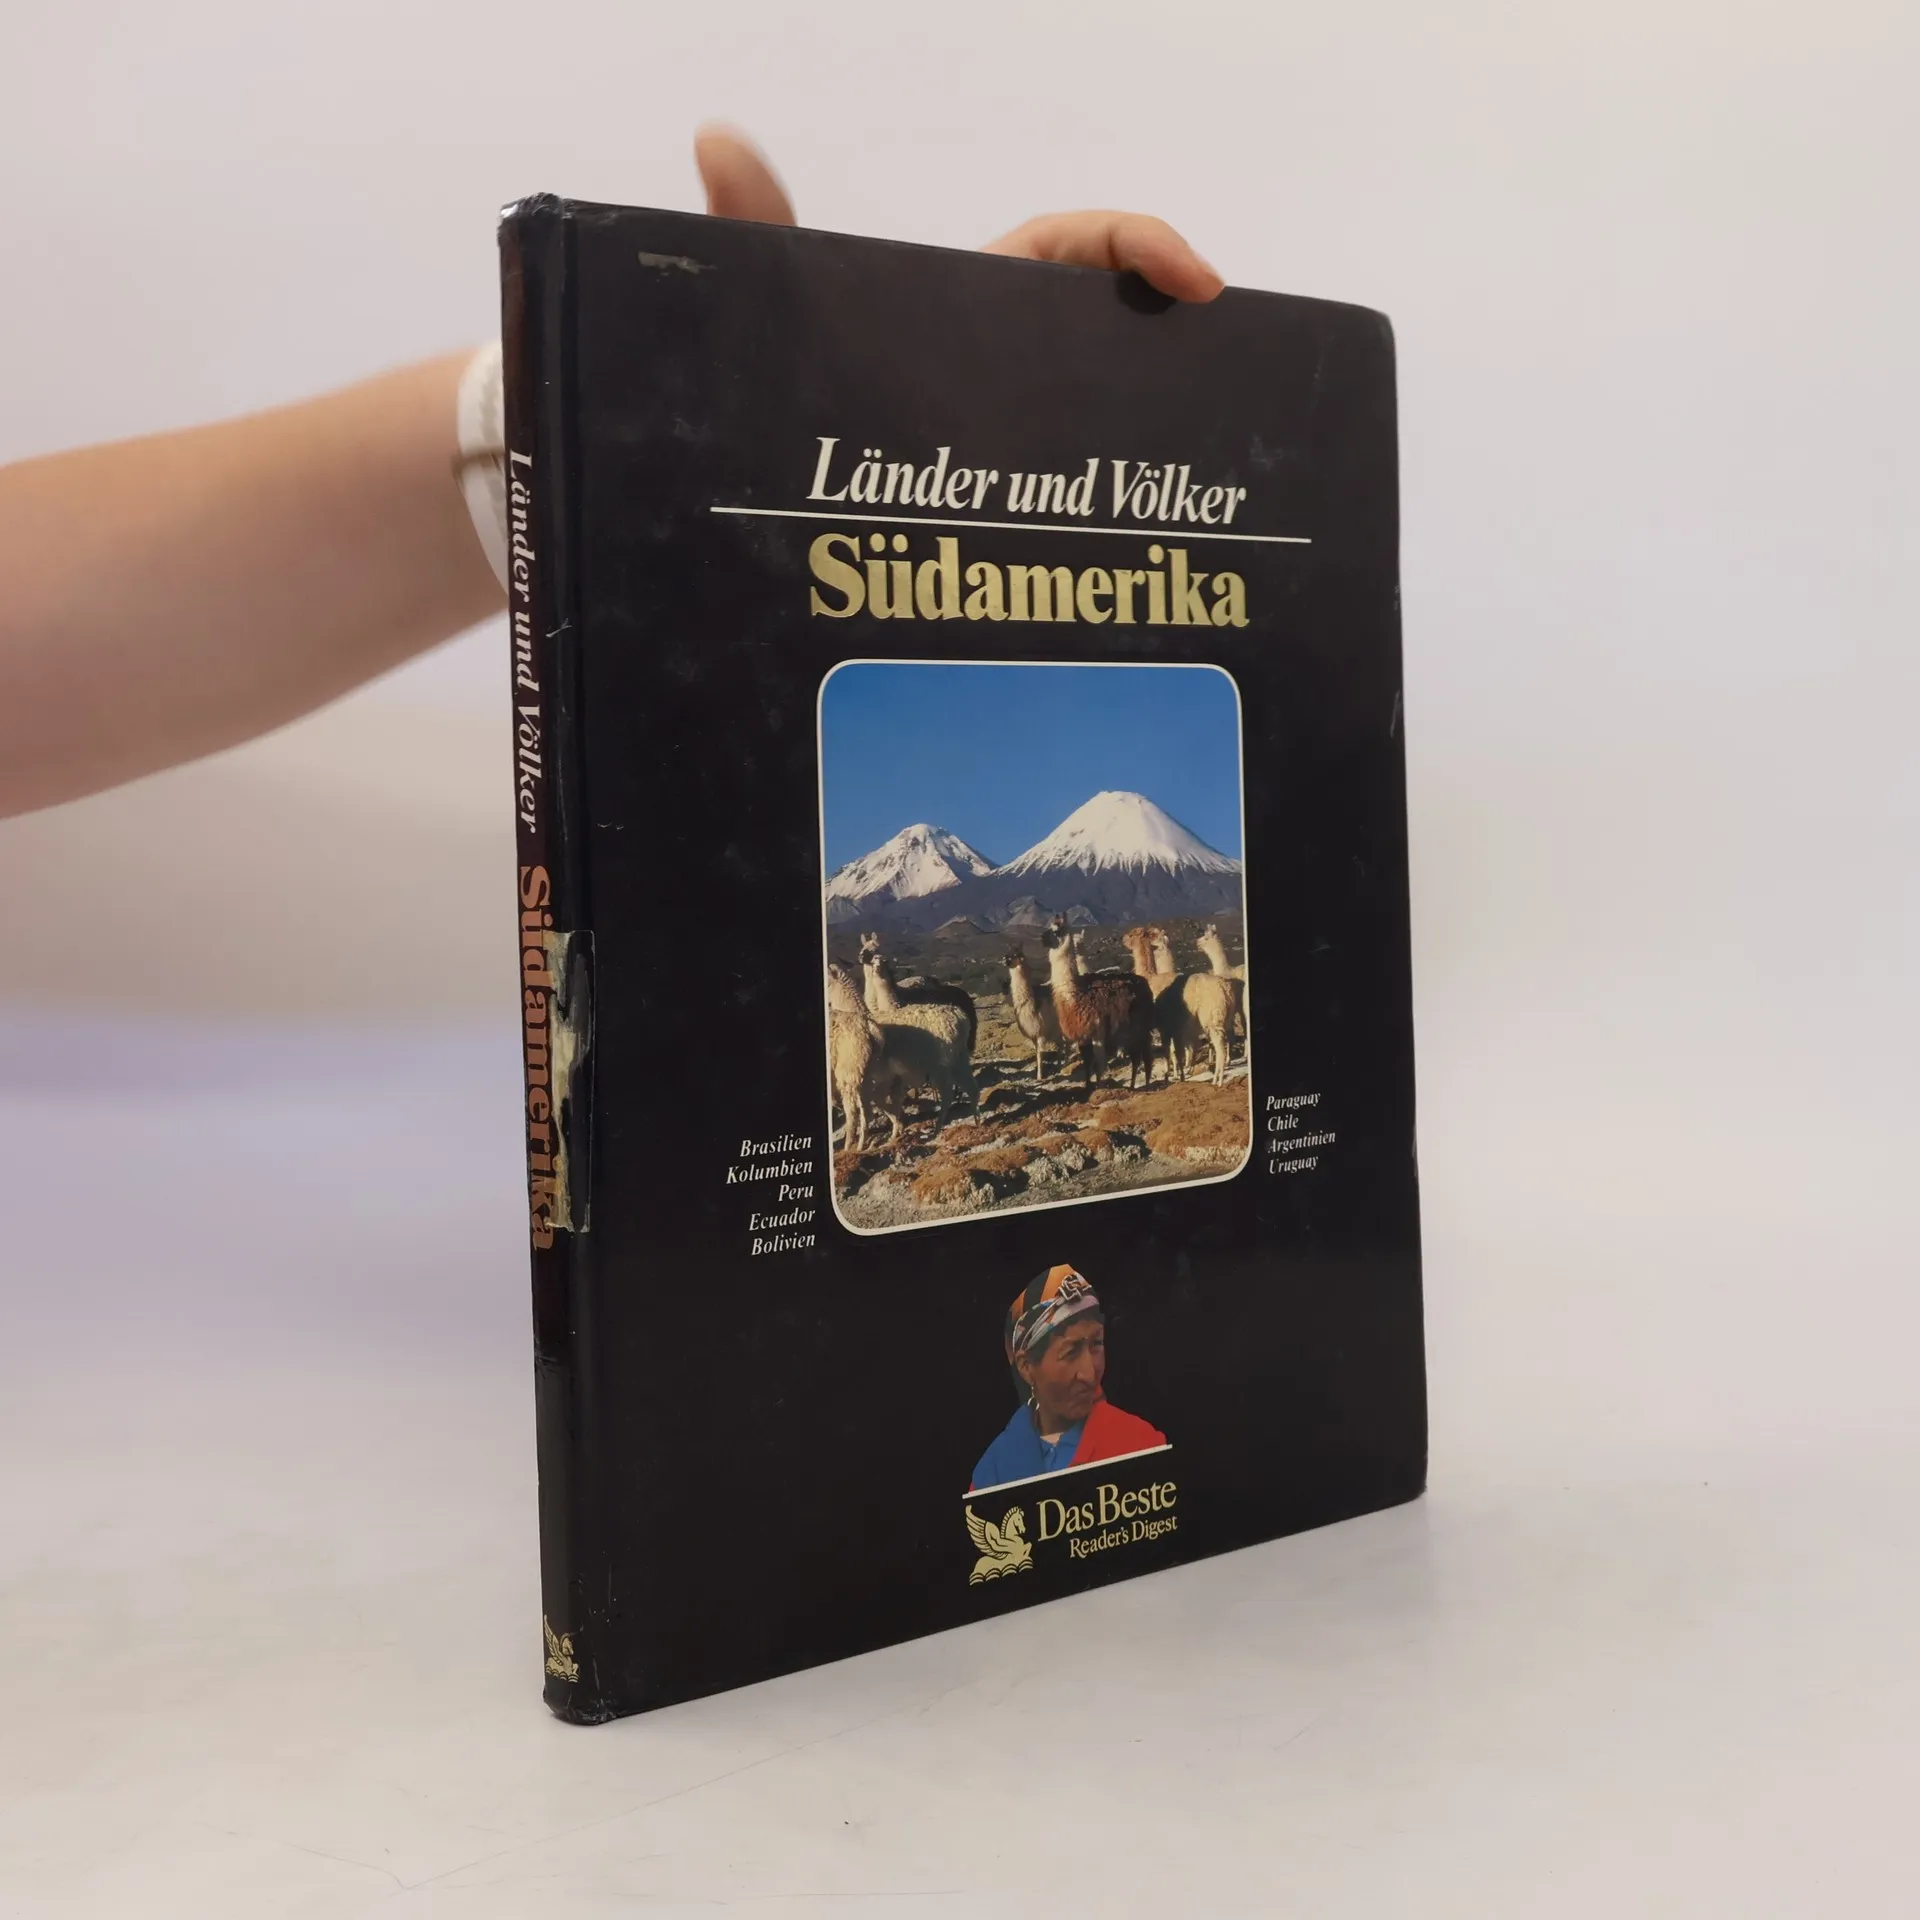 Länder und Völker Südamerika
Länder und Völker
Südamerika
Brasilien
Kolumbien
Peru
Ecuador
Bolivien
Paraguay
Chile
Argentinien
Uruguay
Das Beste
Reader's Digest